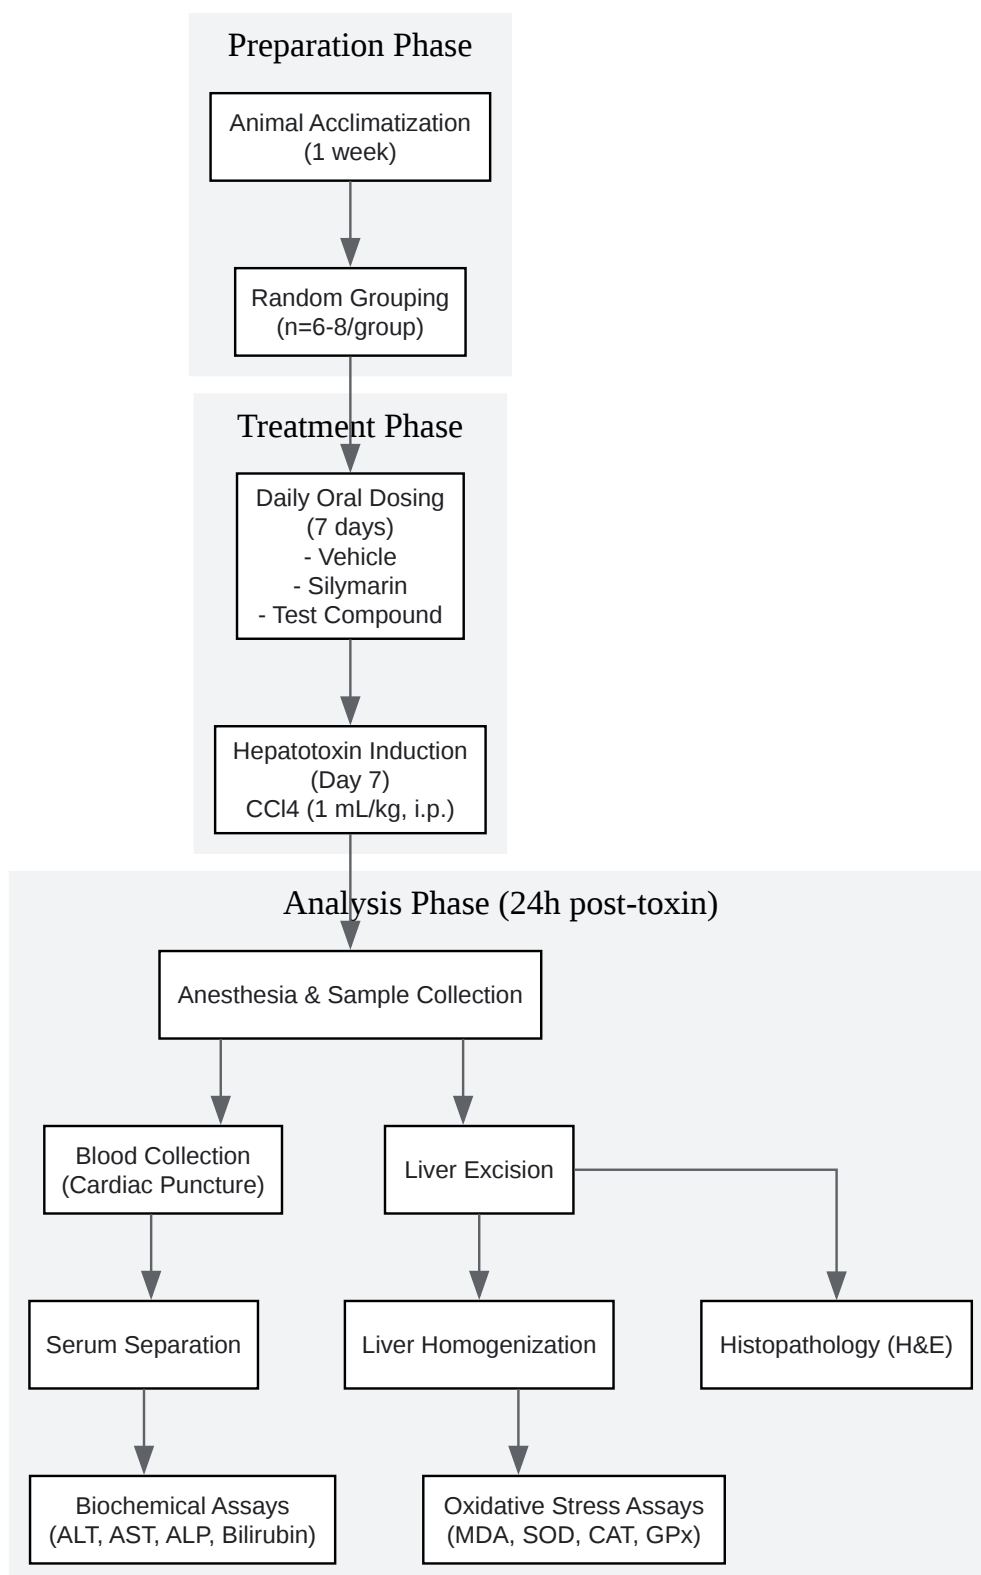 Preparation Phase
Animal Acclimatization
(1 week)
Random Grouping
(n=6-8/group)
Treatment Phase
Daily Oral Dosing
(7 days)
- Vehicle
- Silymarin
- Test Compound
Hepatotoxin Induction
(Day 7)
CCl4 (1 mL/kg, i.p.)
Analysis Phase (24h post-toxin)
Anesthesia & Sample Collection
Blood Collection
(Cardiac Puncture)
Liver Excision
Serum Separation
Liver Homogenization
Histopathology (H&E)
Biochemical Assays
(ALT, AST, ALP, Bilirubin)
Oxidative Stress Assays
(MDA, SOD, CAT, GPx)